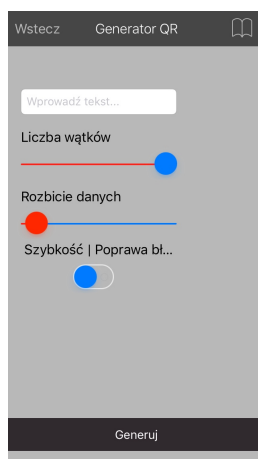 Wstecz Generator QR
Wprowadź tekst...
Liczba wątków
Rozbicie danych
Szybkość | Poprawa bł...
Generuj